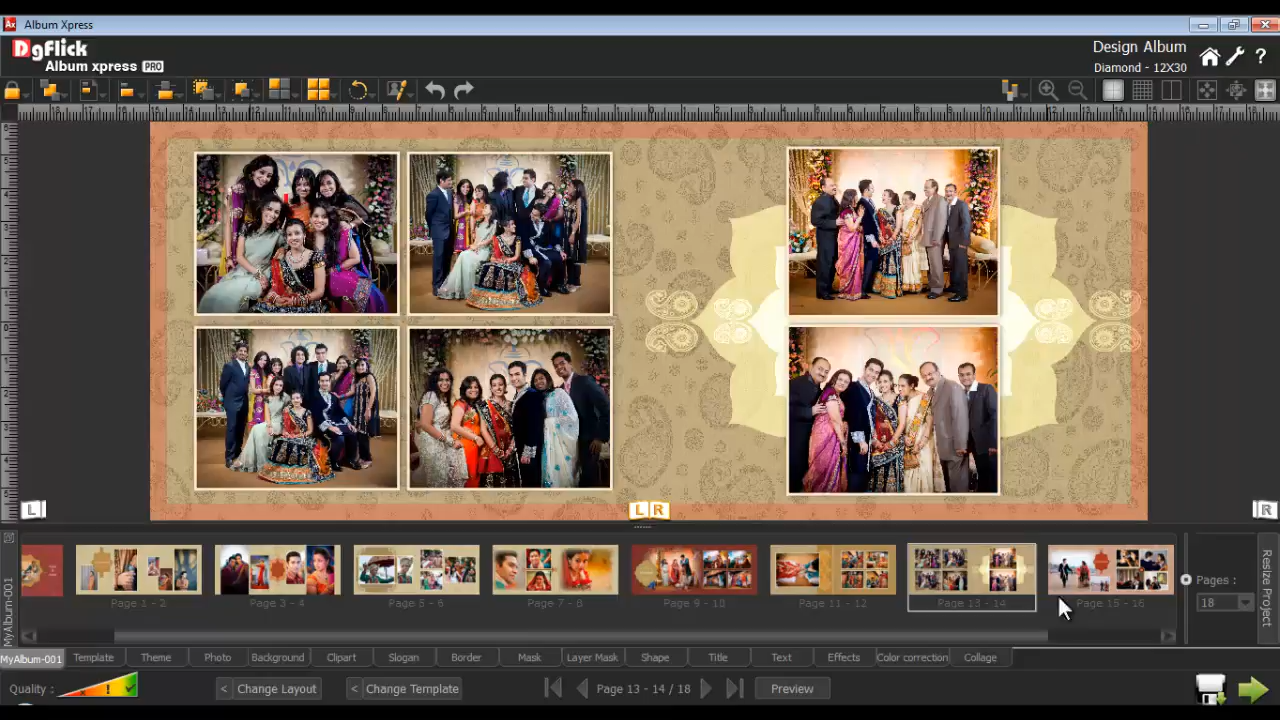 Album Xpress
DgFlick
Album xpress PRO
Design Album
Diamond - 12X30
L
L R
R
MyAlbum-001
Page 1 - 2
Page 3 - 4
Page 5 - 6
Page 7 - 8
Page 9 - 10
Page 11 - 12
Page 13 - 14
Page 15 - 16
Pages :
18
Resize Project
MyAlbum-001
Template
Theme
Photo
Background
Clipart
Slogan
Border
Mask
Layer Mask
Shape
Title
Text
Effects
Color correction
Collage
Quality :
< Change Layout
< Change Template
Page 13 - 14 / 18
Preview